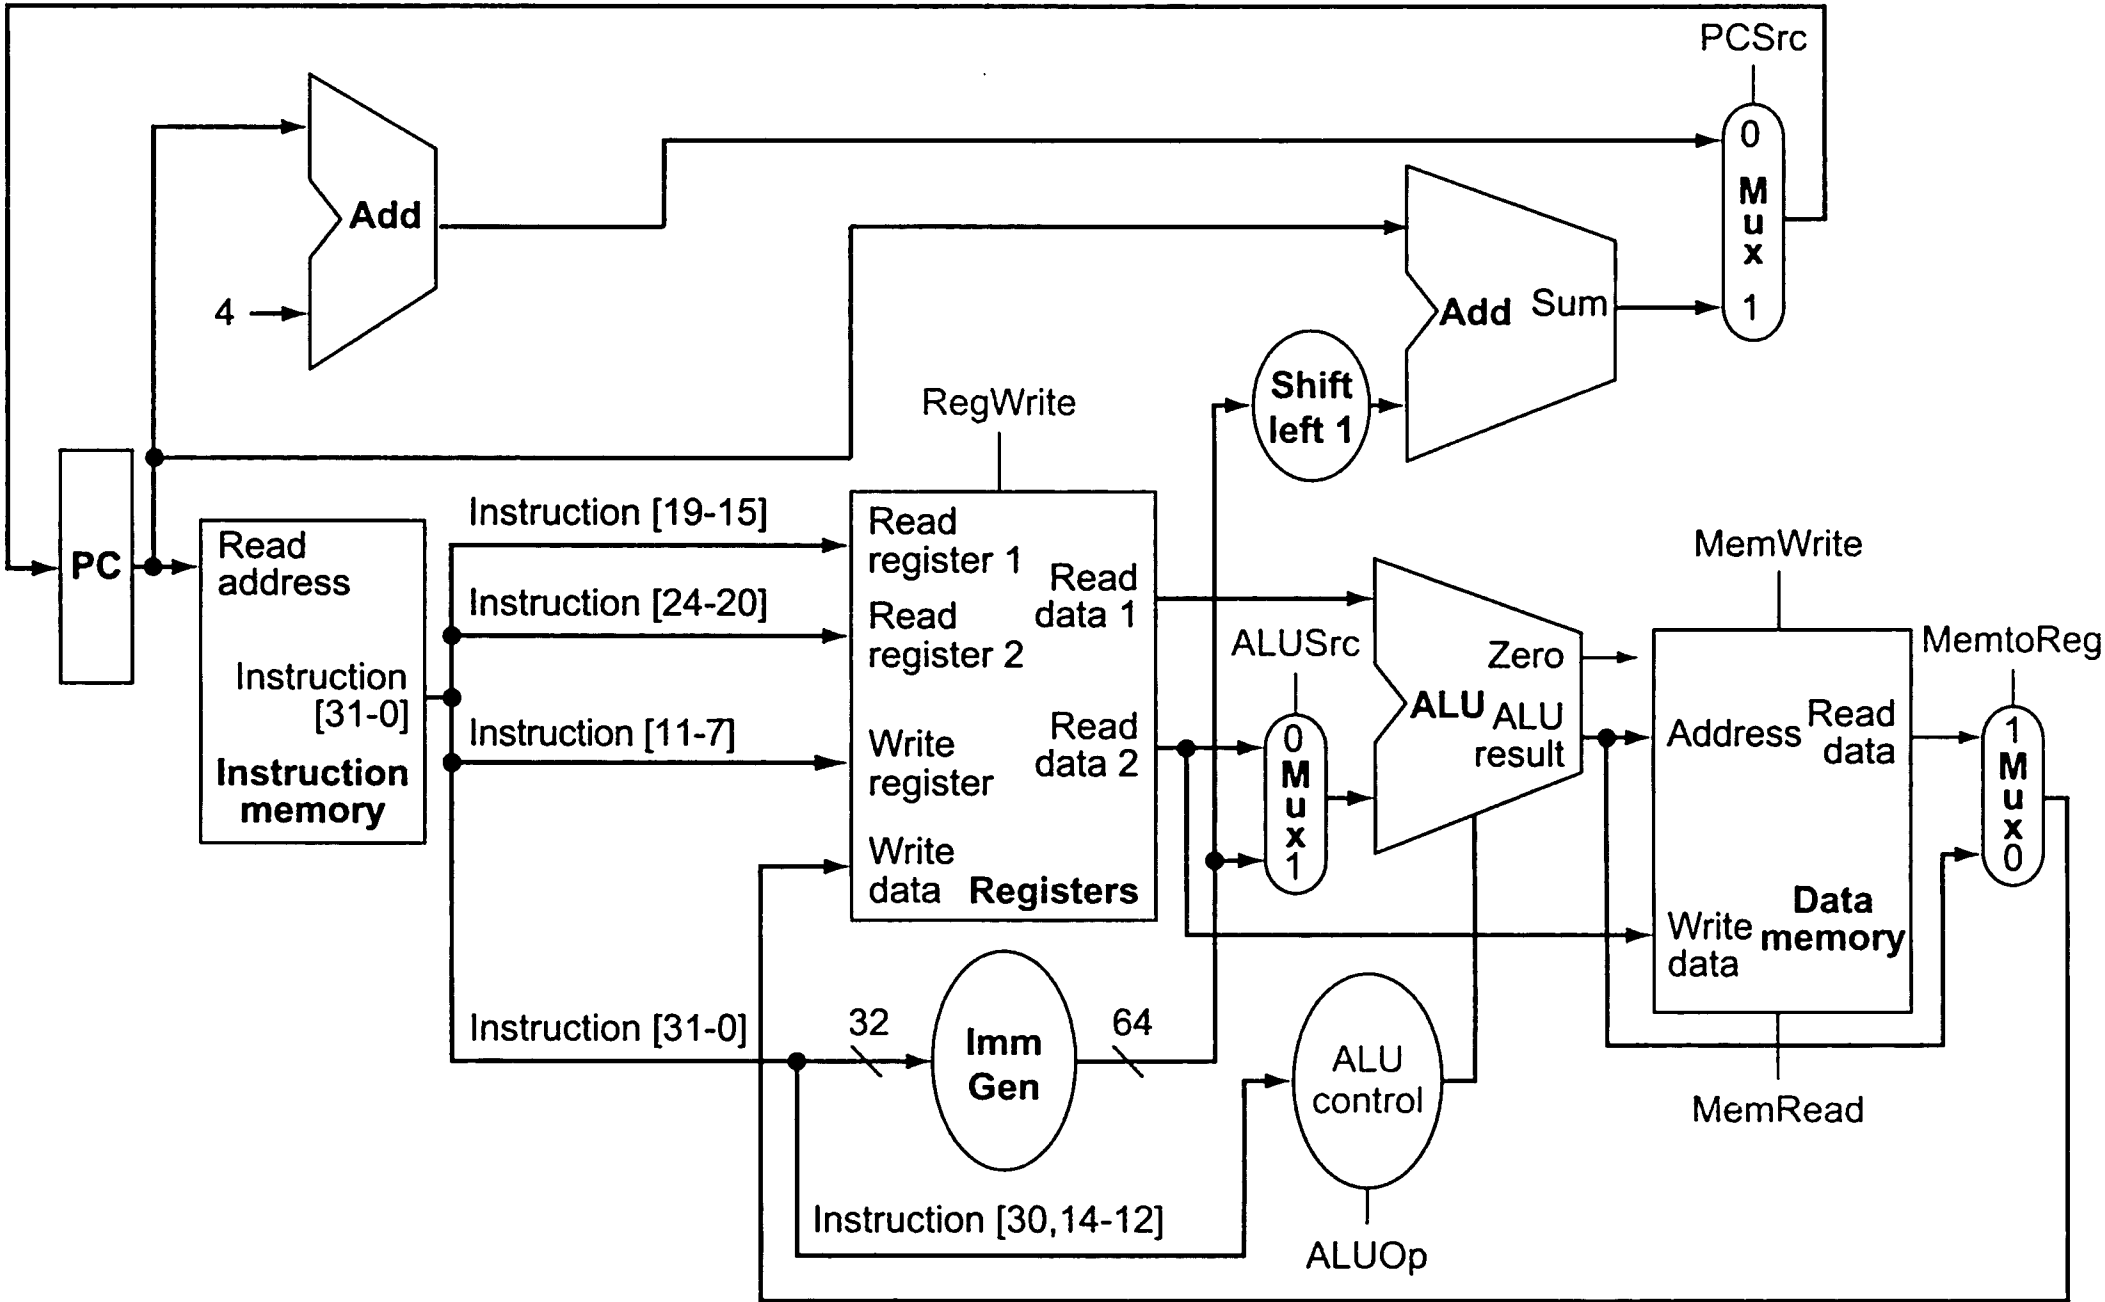 PCSrc
0
Mux
1
Add
4
Add
Sum
Shift
left 1
RegWrite
PC
Read
address
Instruction
[31-0]
Instruction
memory
Instruction [19-15]
Instruction [24-20]
Instruction [11-7]
Instruction [31-0]
Read
register 1
Read
register 2
Write
register
Write
data
Read
data 1
Read
data 2
Registers
ALUSrc
0
Mux
1
Zero
ALU
ALU
result
MemWrite
Address
Read
data
Write
data
Data
memory
MemRead
MemtoReg
1
Mux
0
32
Imm
Gen
64
ALU
control
ALUOp
Instruction [30,14-12]